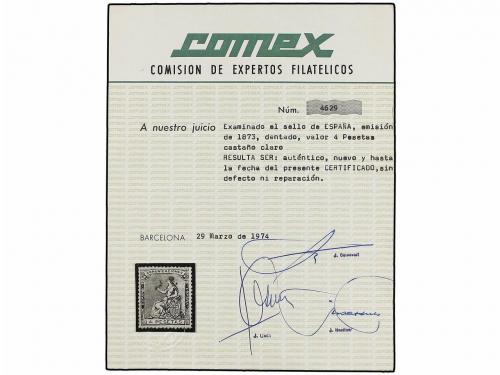 comex
COMISION DE EXPERTOS FILATELICOS
Núm. 4629
A nuestro juicio Examinado el sello de ESPAÑA, emisión
de 1873, dentado, valor 4 Pesetas
castaño claro
RESULTA SER: auténtico, nuevo y hasta
la fecha del presente CERTIFICADO,sin
defecto ni reparación.
BARCELONA 29 Marzo de 1974
4 PESETAS